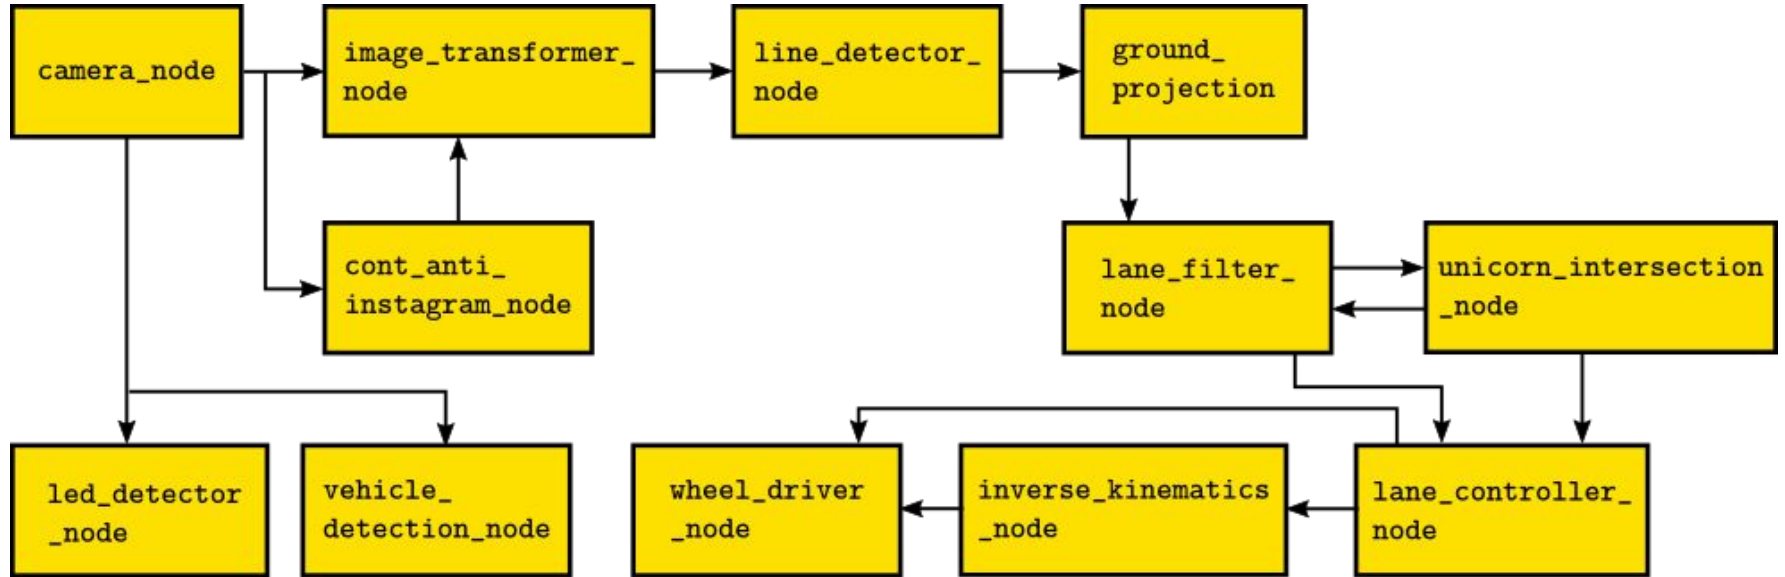 camera_node
image_transformer_
node
line_detector_
node
ground_
projection
cont_anti_
instagram_node
lane_filter_
node
unicorn_intersection
_node
led_detector
_node
vehicle_
detection_node
wheel_driver
_node
inverse_kinematics
_node
lane_controller_
node